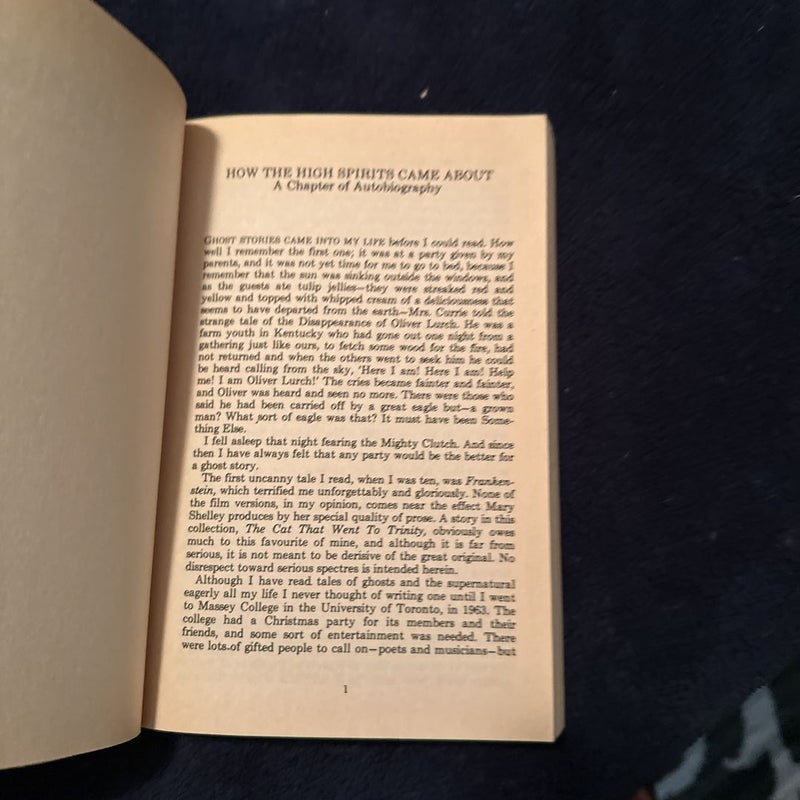 HOW THE HIGH SPIRITS CAME ABOUT
A Chapter of Autobiography
GHOST STORIES CAME INTO MY LIFE before I could read. How
well I remember the first one; it was at a party given by my
parents, and it was not yet time for me to go to bed, because I
remember that the sun was sinking outside the windows, and
as the guests ate tulip jellies—they were streaked red and
yellow and topped with whipped cream of a deliciousness that
seems to have departed from the earth—Mrs. Currie told the
strange tale of the Disappearance of Oliver Lurch. He was a
farm youth in Kentucky who had gone out one night from a
gathering just like ours, to fetch some wood for the fire, had
not returned and when the others went to seek him he could
be heard calling from the sky, 'Here I am! Here I am! Help
me! I am Oliver Lurch!' The cries became fainter and fainter,
and Oliver was heard and seen no more. There were those who
said he had been carried off by a great eagle but—a grown
man? What sort of eagle was that? It must have been Some-
thing Else.
I fell asleep that night fearing the Mighty Clutch. And since
then I have always felt that any party would be the better for
a ghost story.
The first uncanny tale I read, when I was ten, was Franken-
stein, which terrified me unforgettably and gloriously. None of
the film versions, in my opinion, comes near the effect Mary
Shelley produces by her special quality of prose. A story in this
collection, The Cat That Went To Trinity, obviously owes
much to this favourite of mine, and although it is far from
serious, it is not meant to be derisive of the great original. No
disrespect toward serious spectres is intended herein.
Although I have read tales of ghosts and the supernatural
eagerly all my life I never thought of writing one until I went
to Massey College in the University of Toronto, in 1963. The
college had a Christmas party for its members and their
friends, and some sort of entertainment was needed. There
were lots of gifted people to call on—poets and musicians—but
1